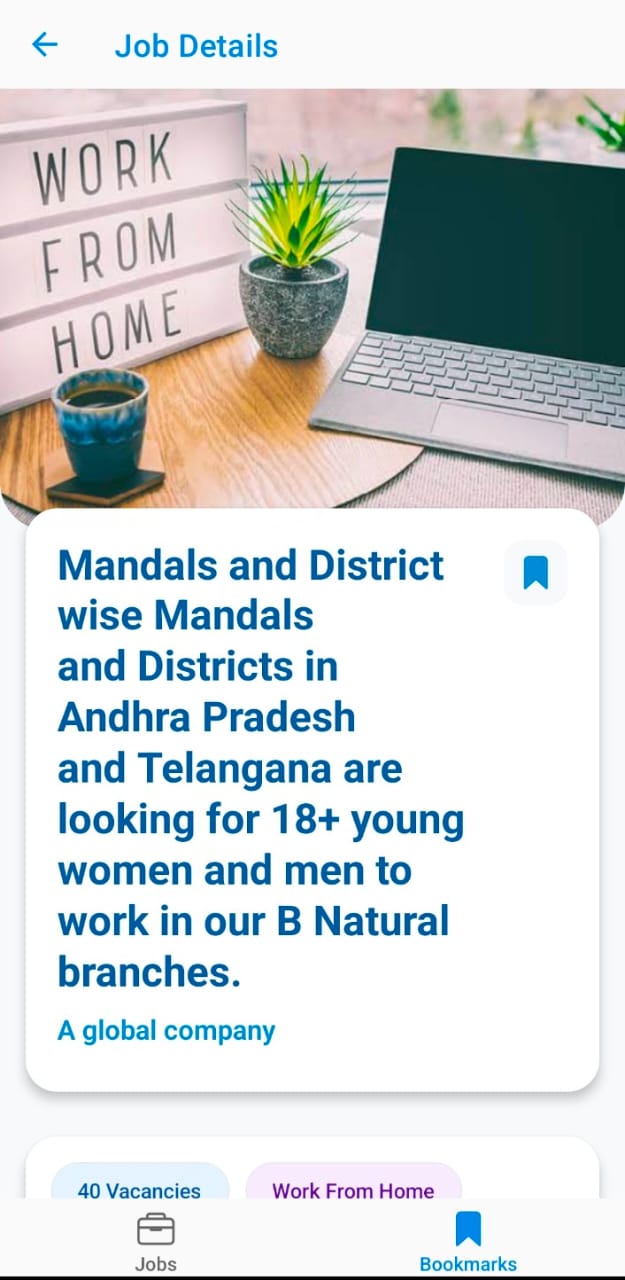 Job Details
WORK
FROM
HOME
Mandals and District
wise Mandals
and Districts in
Andhra Pradesh
and Telangana are
looking for 18+ young
women and men to
work in our B Natural
branches.
A global company
40 Vacancies
Work From Home
Jobs
Bookmarks